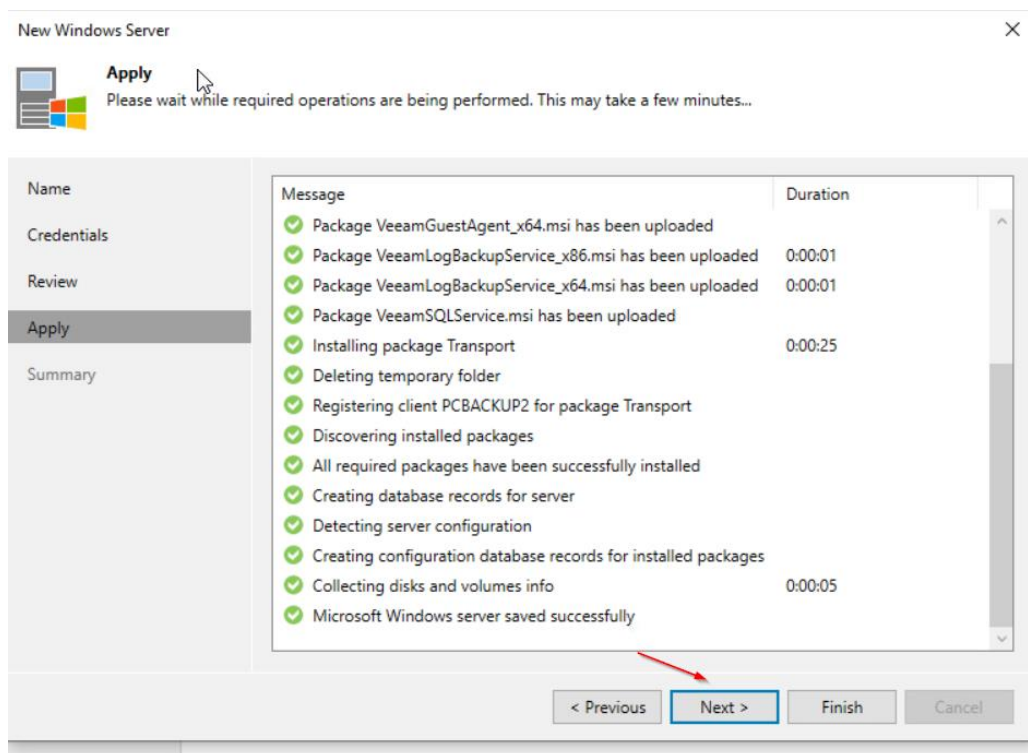 New Windows Server
Apply
Please wait while required operations are being performed. This may take a few minutes...
Name
Credentials
Review
Apply
Summary
Message Duration
Package VeeamGuestAgent_x64.msi has been uploaded
Package VeeamLogBackupService_x86.msi has been uploaded 0:00:01
Package VeeamLogBackupService_x64.msi has been uploaded 0:00:01
Package VeeamSQLService.msi has been uploaded
Installing package Transport 0:00:25
Deleting temporary folder
Registering client PCBACKUP2 for package Transport
Discovering installed packages
All required packages have been successfully installed
Creating database records for server
Detecting server configuration
Creating configuration database records for installed packages
Collecting disks and volumes info 0:00:05
Microsoft Windows server saved successfully
< Previous Next > Finish Cancel